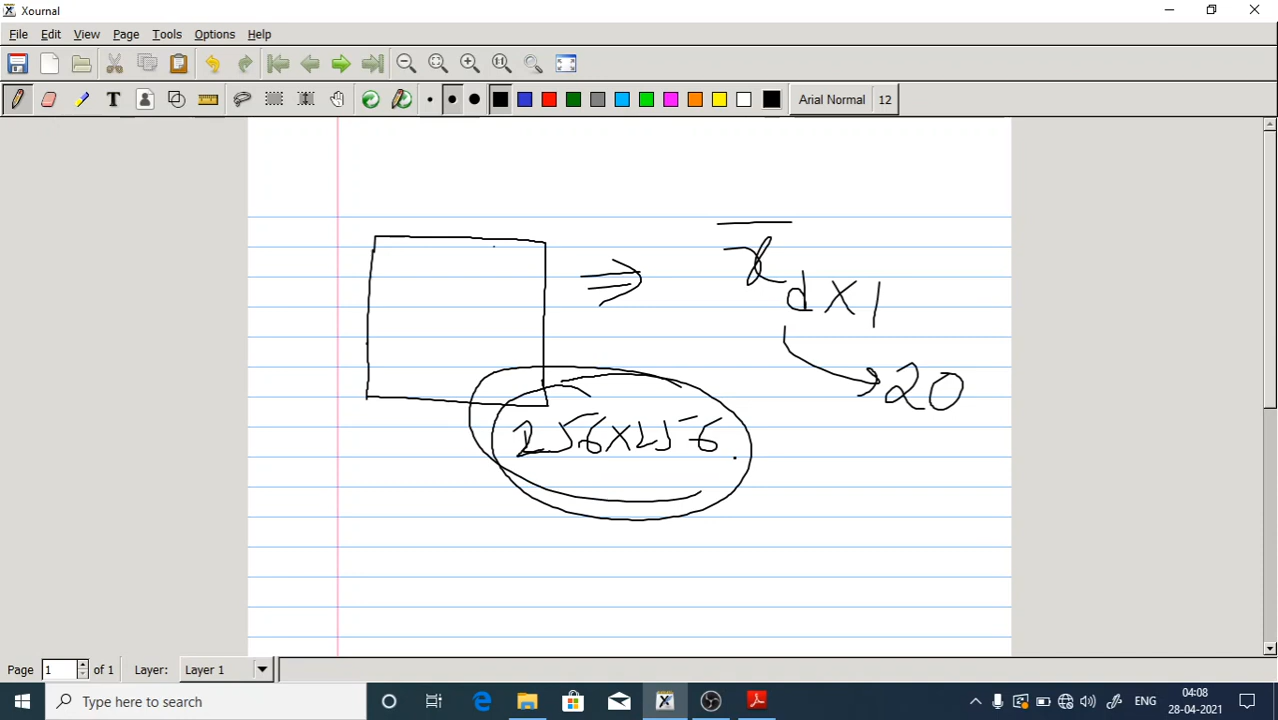 Xournal
File Edit View Page Tools Options Help
Arial Normal 12
x
d X 1
20
256X256
Page 1 of 1 Layer: Layer 1
Type here to search
ENG
04:08
28-04-2021